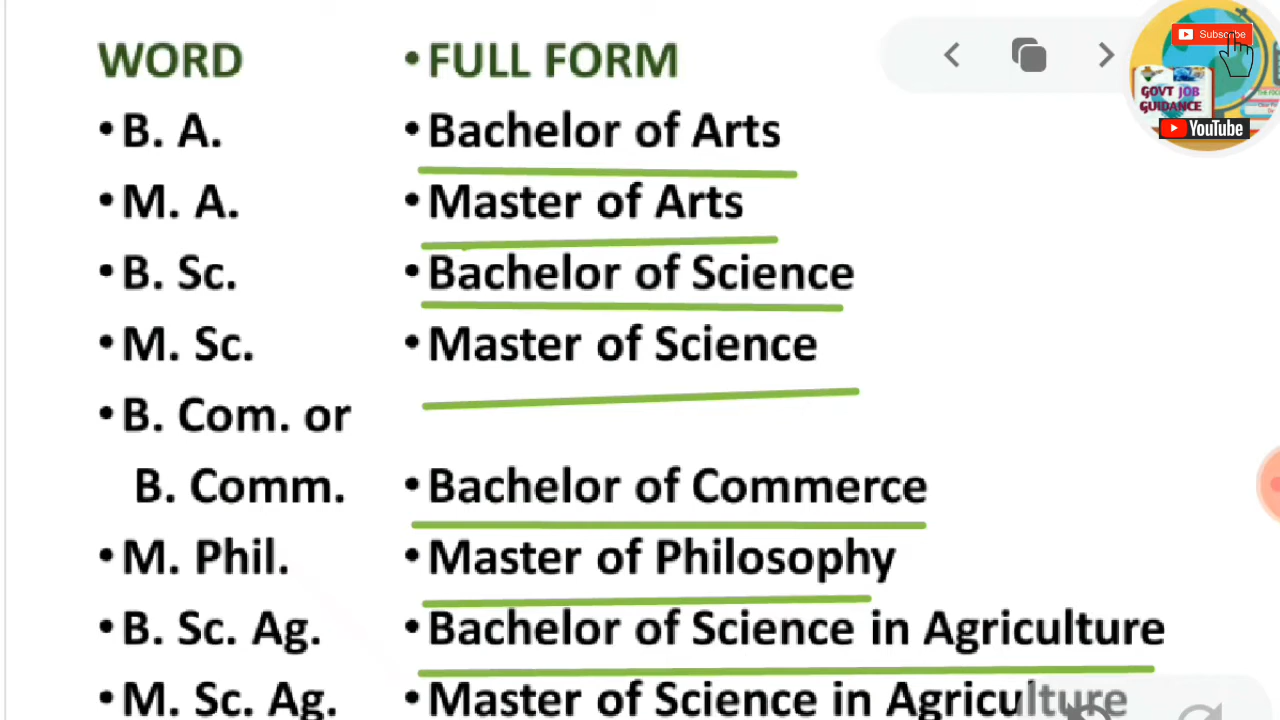 WORD • FULL FORM
• B. A. • Bachelor of Arts
• M. A. • Master of Arts
• B. Sc. • Bachelor of Science
• M. Sc. • Master of Science
• B. Com. or
B. Comm. • Bachelor of Commerce
• M. Phil. • Master of Philosophy
• B. Sc. Ag. • Bachelor of Science in Agriculture
• M. Sc. Ag. • Master of Science in Agriculture
Subscribe
GOVT JOB
GUIDANCE
YouTube